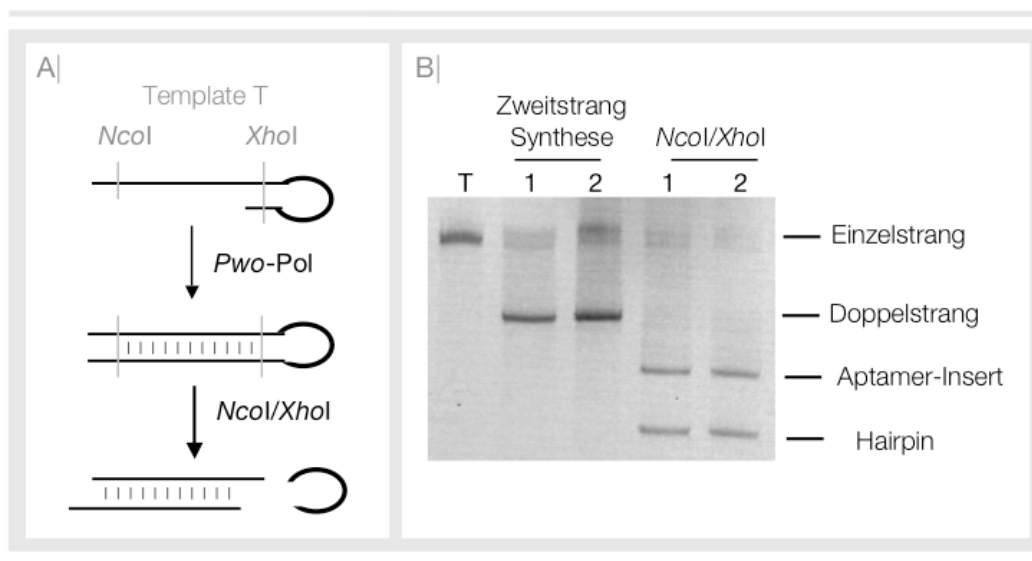 A|
Template T
NcoI XhoI
Pwo-Pol
NcoI/XhoI
B|
Zweitstrang
Synthese
NcoI/XhoI
T 1 2 1 2
Einzelstrang
Doppelstrang
Aptamer-Insert
Hairpin